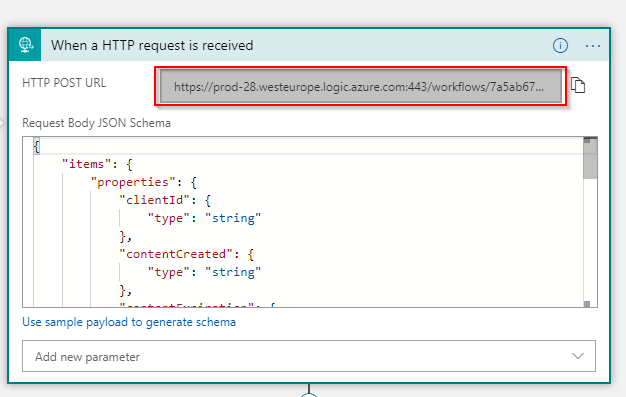 When a HTTP request is received
HTTP POST URL
https://prod-28.westeurope.logic.azure.com:443/workflows/7a5ab67...
Request Body JSON Schema
{
"items": {
"properties": {
"clientId": {
"type": "string"
},
"contentCreated": {
"type": "string"
},
"contentExpiration": {
Use sample payload to generate schema
Add new parameter